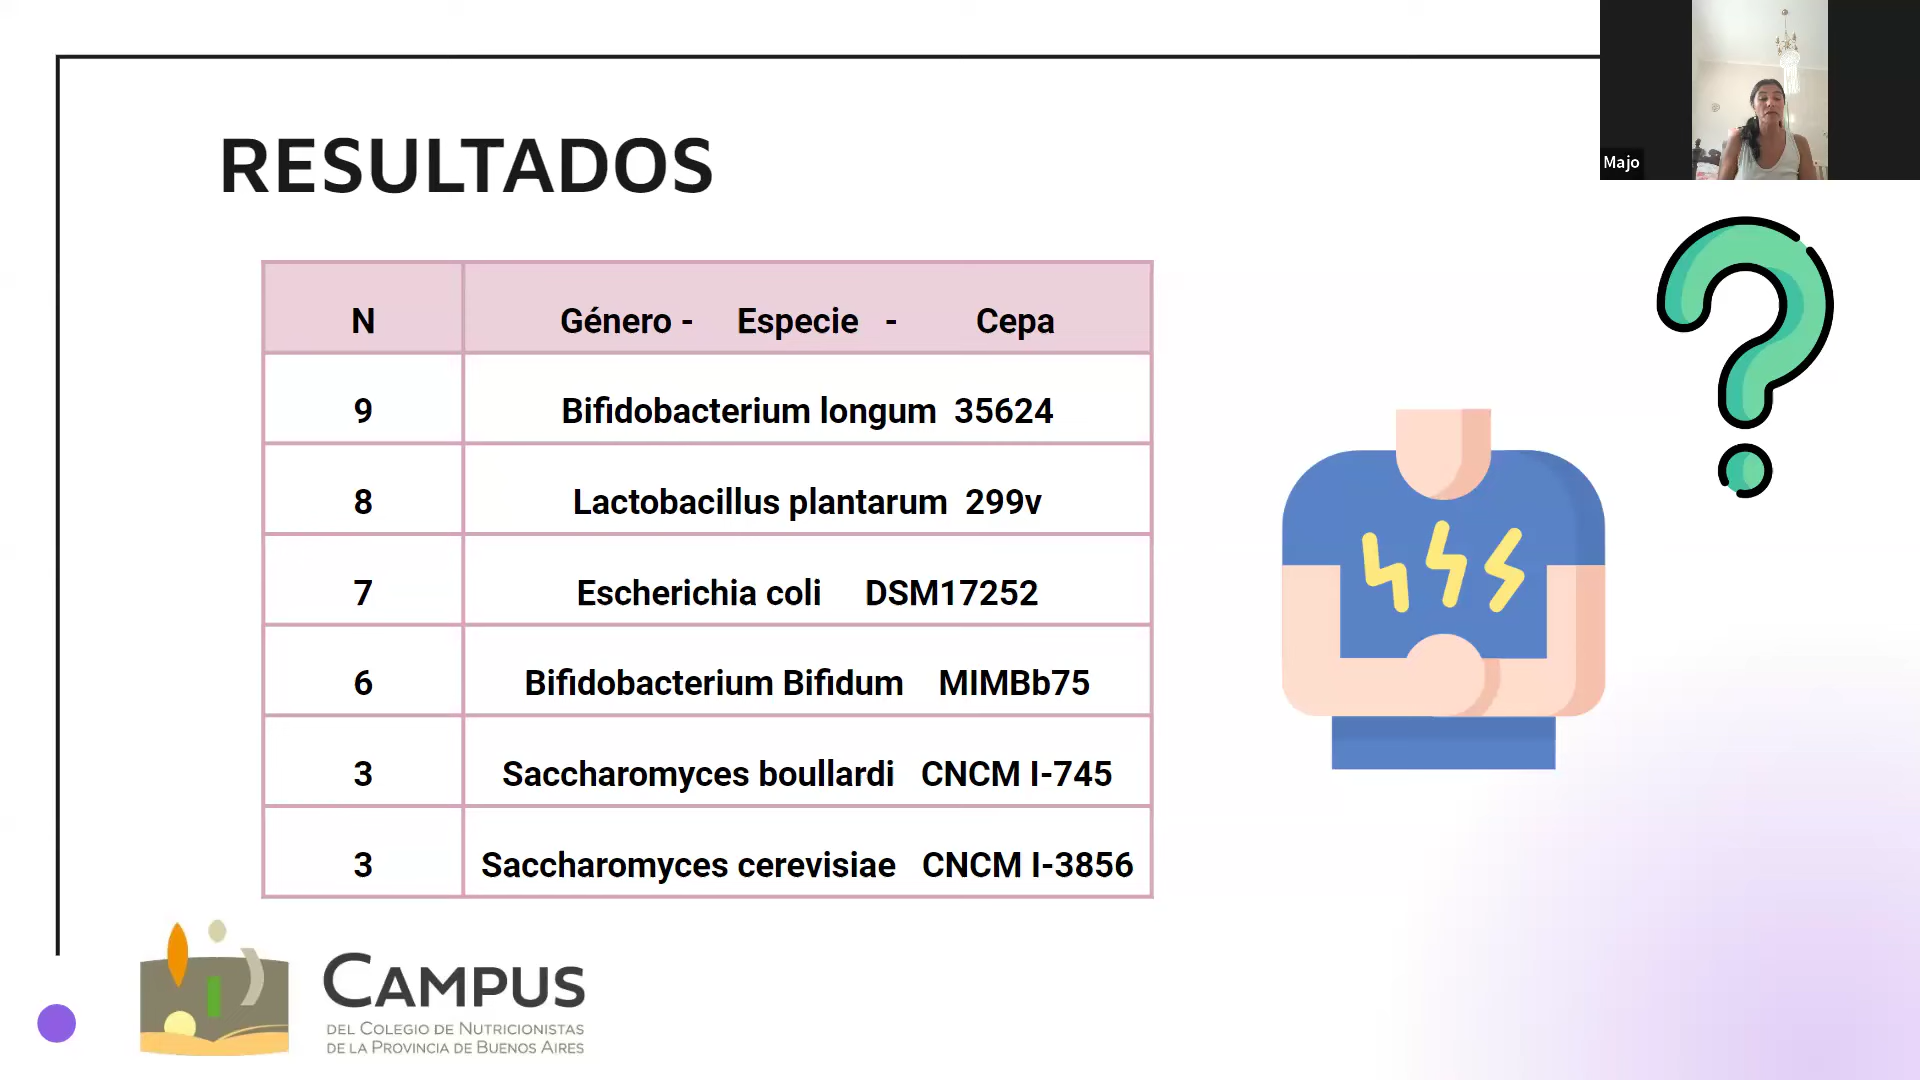 Majo
RESULTADOS
N Género - Especie - Cepa
9 Bifidobacterium longum 35624
8 Lactobacillus plantarum 299v
7 Escherichia coli DSM17252
6 Bifidobacterium Bifidum MIMBb75
3 Saccharomyces boullardi CNCM I-745
3 Saccharomyces cerevisiae CNCM I-3856
CAMPUS
DEL COLEGIO DE NUTRICIONISTAS
DE LA PROVINCIA DE BUENOS AIRES